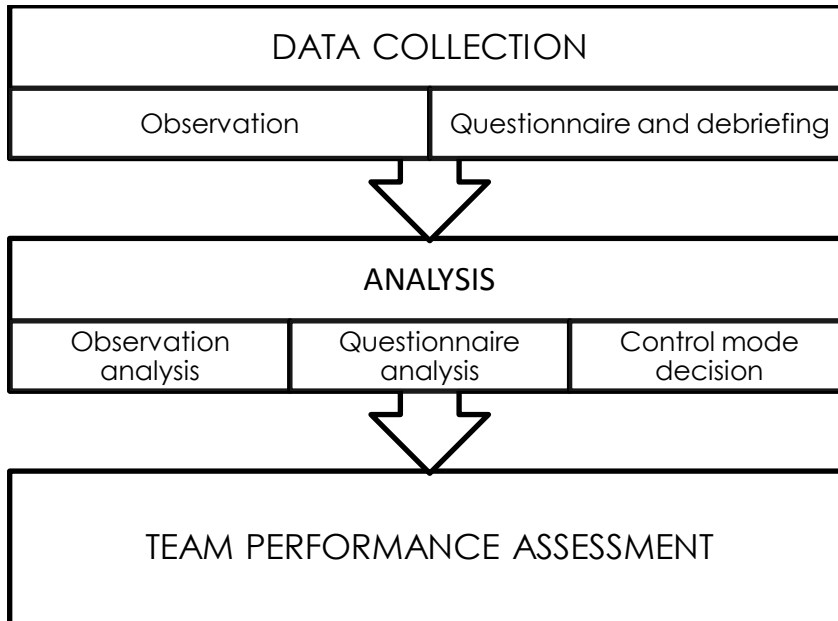 DATA COLLECTION
Observation
Questionnaire and debriefing
ANALYSIS
Observation
analysis
Questionnaire
analysis
Control mode
decision
TEAM PERFORMANCE ASSESSMENT